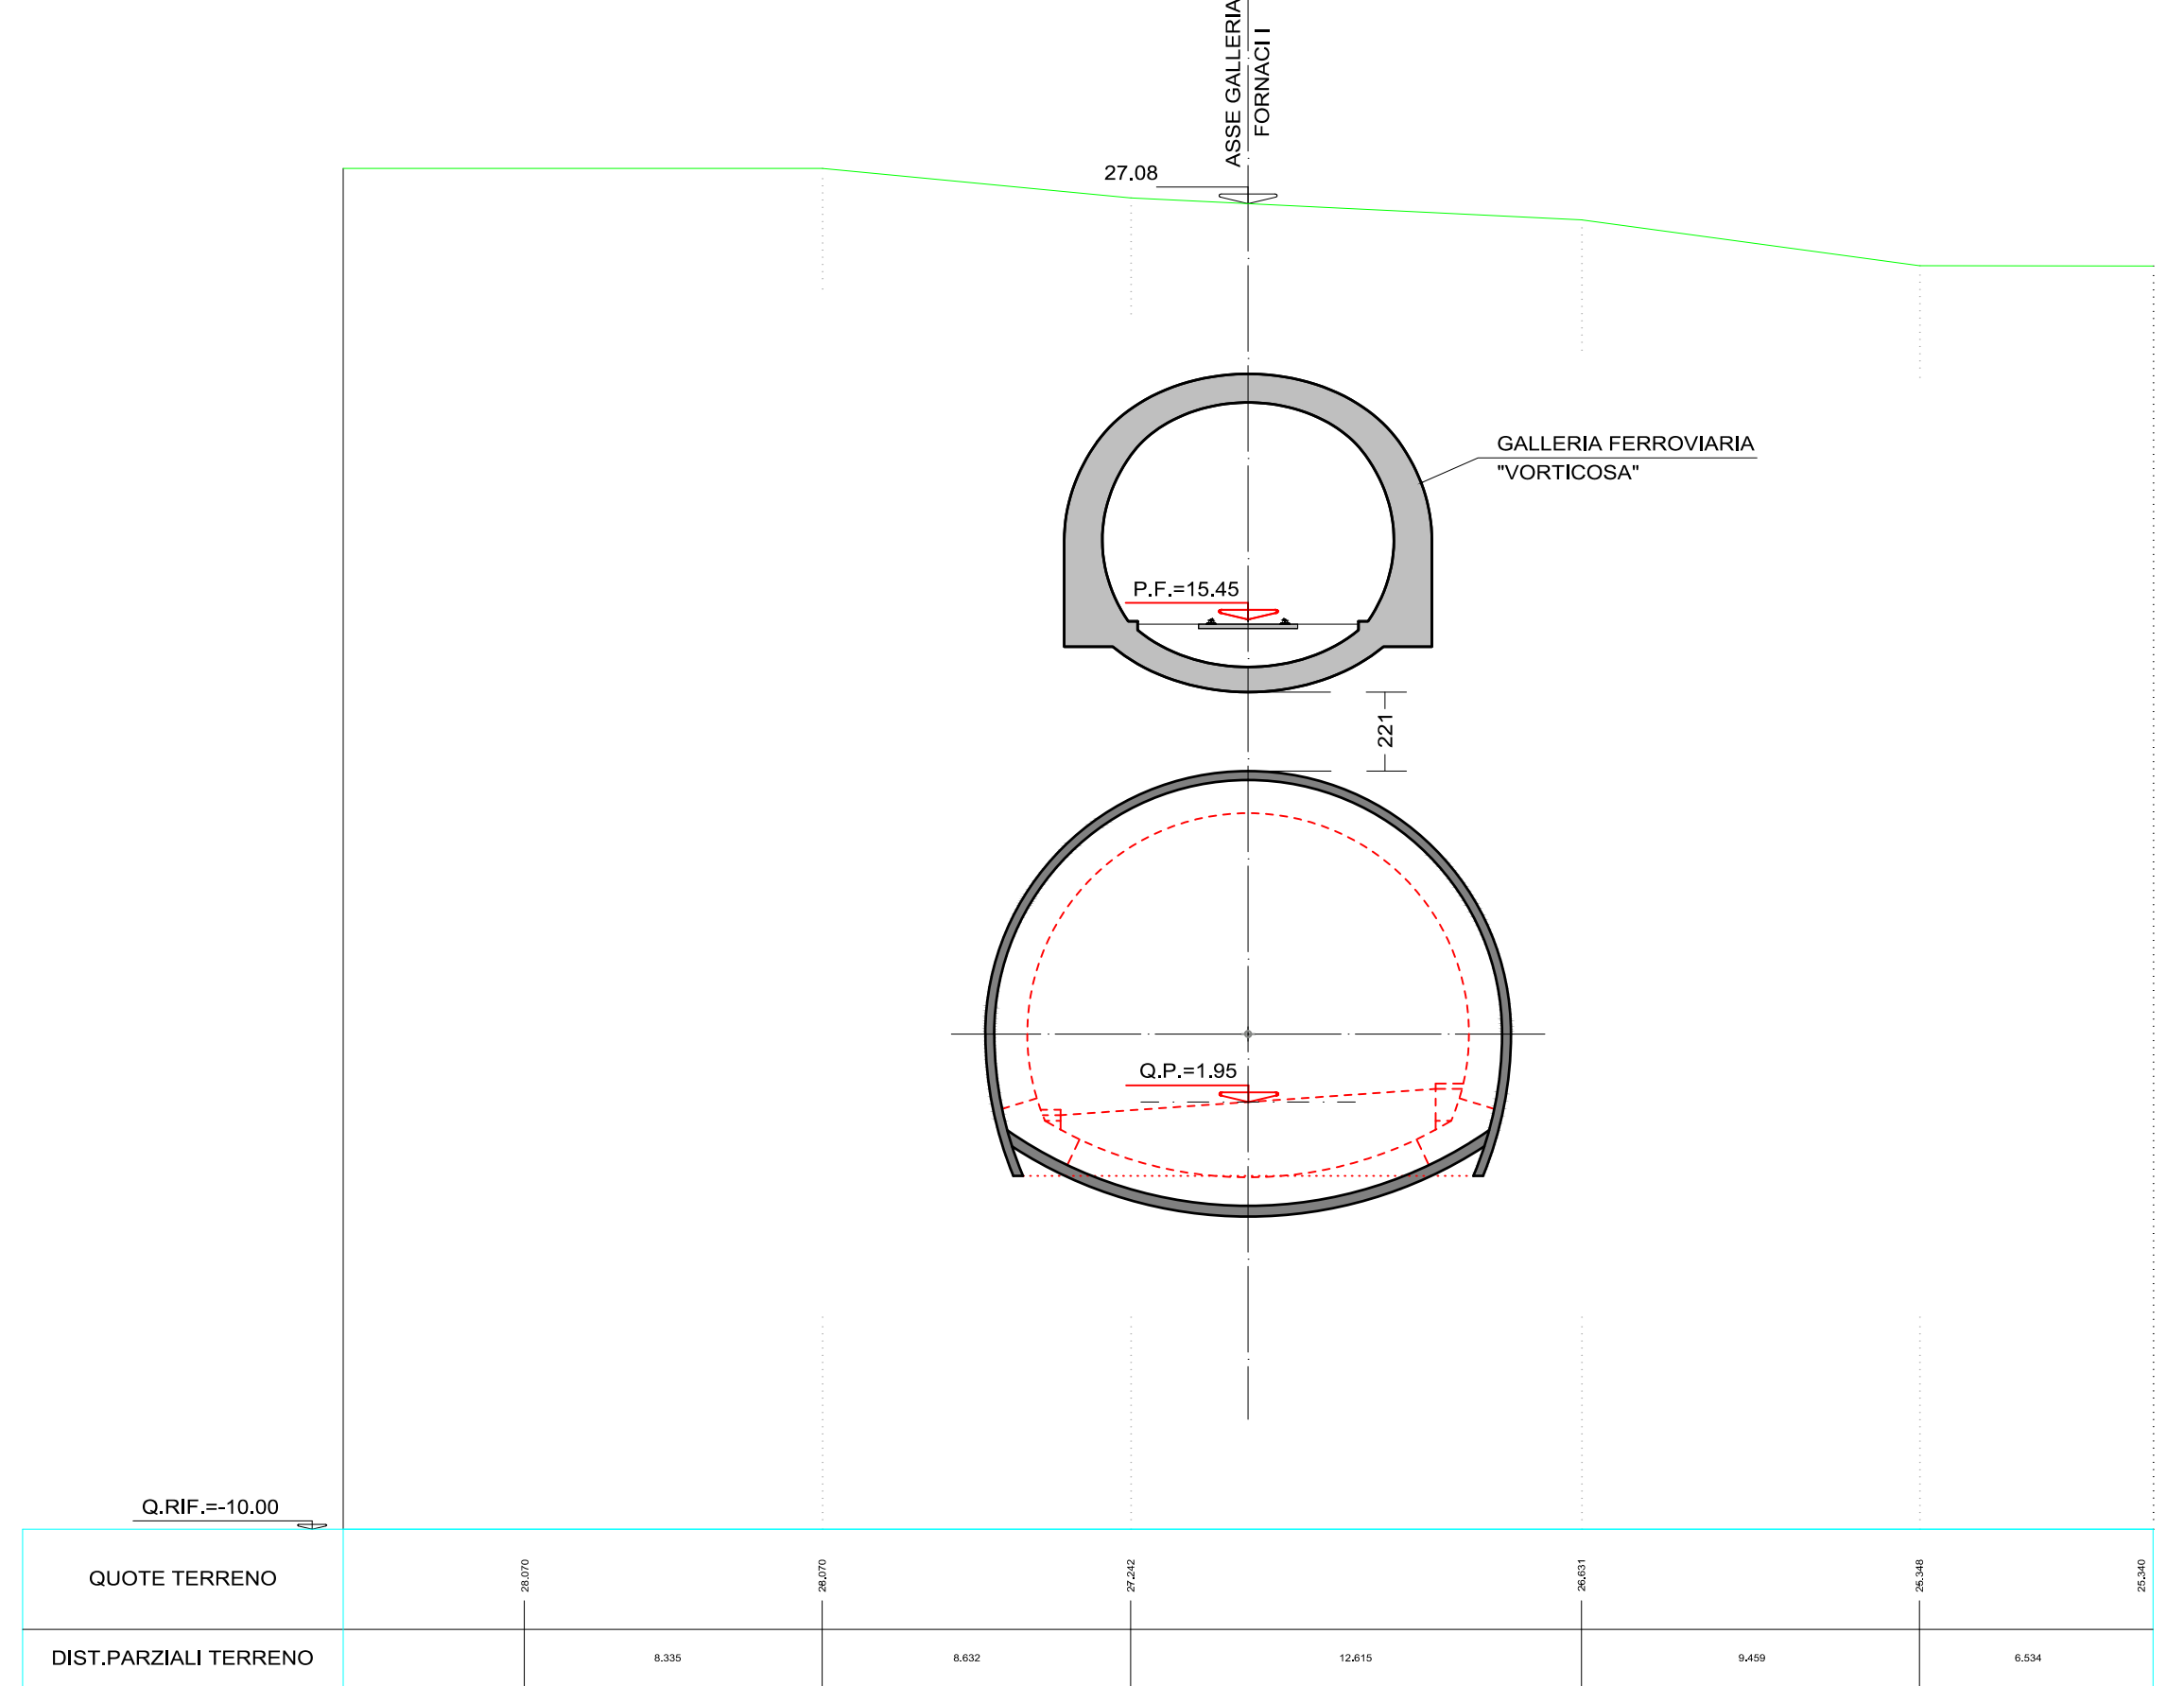 ASSE GALLERIA
FORNACI I
27.08
GALLERIA FERROVIARIA
"VORTICOSA"
P.F.=15.45
221
Q.P.=1.95
Q.RIF.=-10.00
QUOTE TERRENO
28.070
28.070
27.242
26.631
25.348
25.340
DIST.PARZIALI TERRENO
8.335
8.632
12.615
9.459
6.534